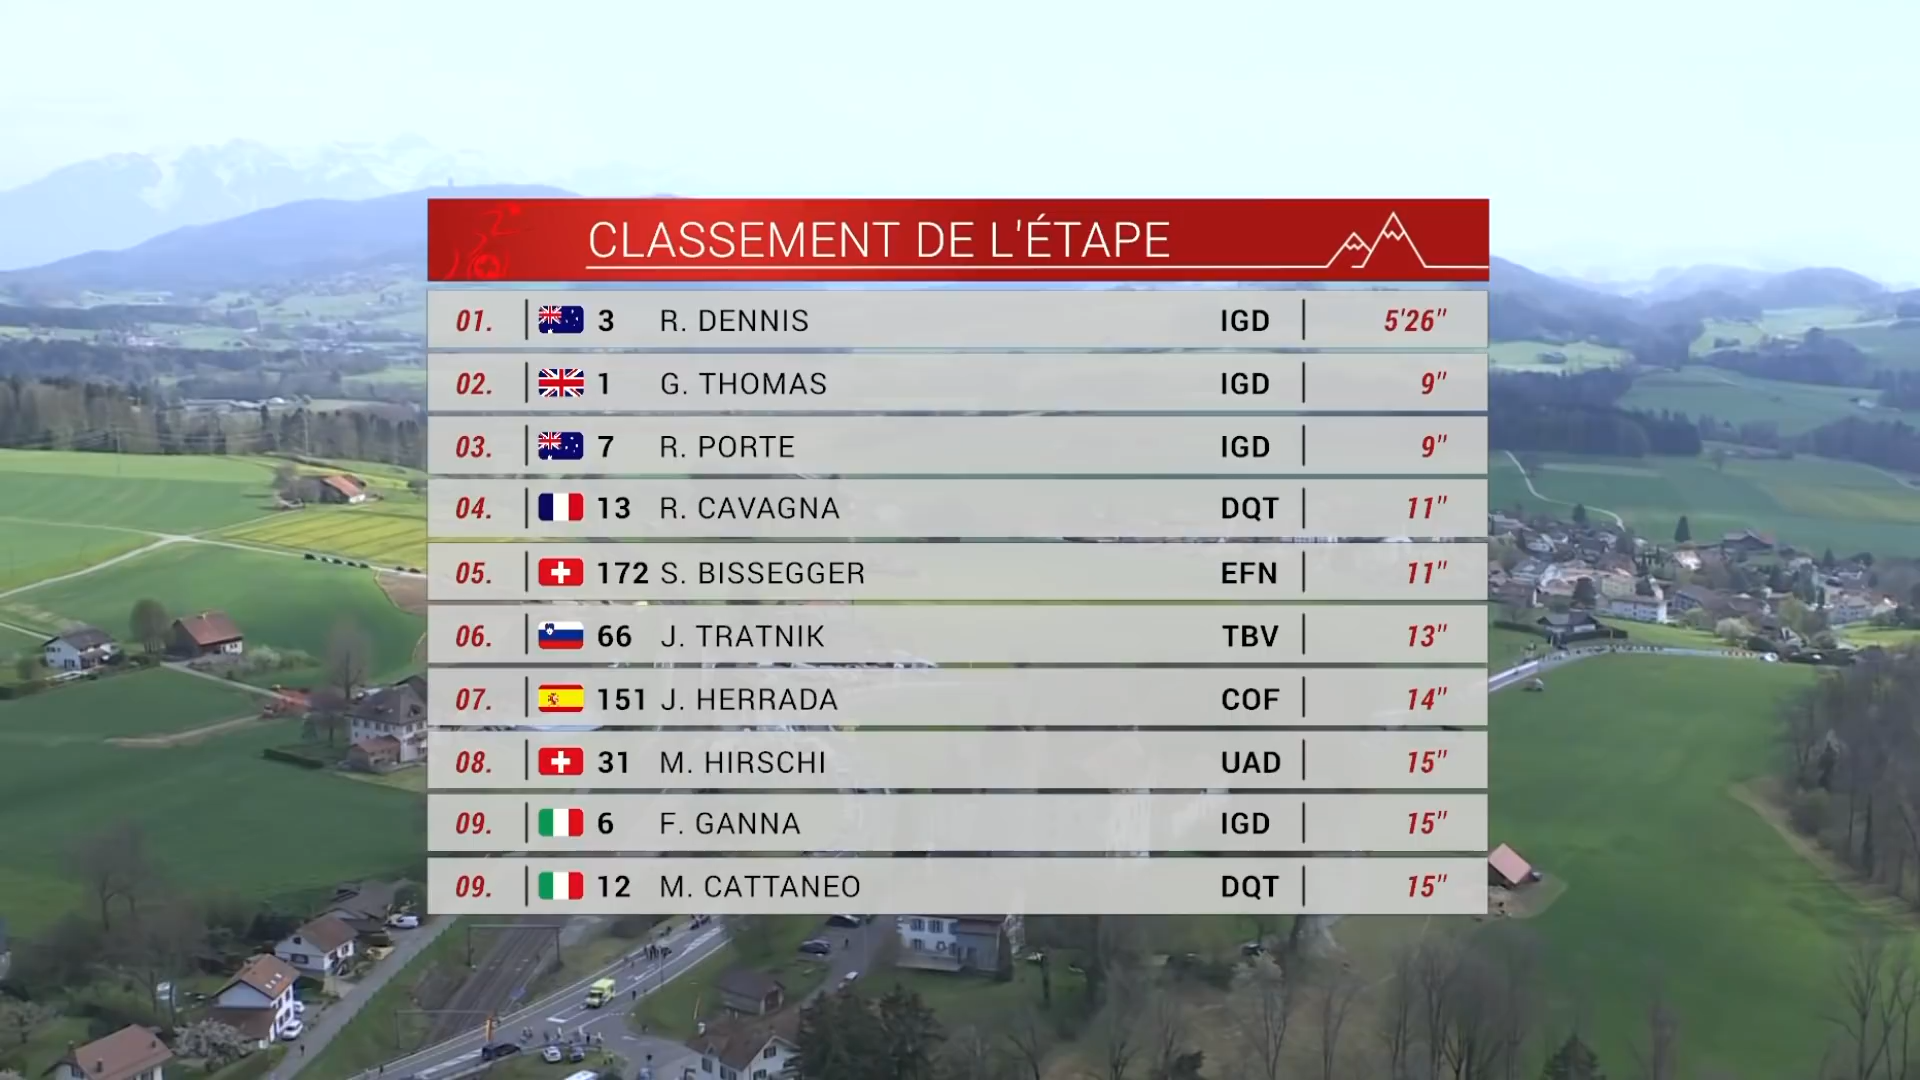 CLASSEMENT DE L'ÉTAPE
01. 3 R. DENNIS IGD 5'26"
02. 1 G. THOMAS IGD 9"
03. 7 R. PORTE IGD 9"
04. 13 R. CAVAGNA DQT 11"
05. 172 S. BISSEGGER EFN 11"
06. 66 J. TRATNIK TBV 13"
07. 151 J. HERRADA COF 14"
08. 31 M. HIRSCHI UAD 15"
09. 6 F. GANNA IGD 15"
09. 12 M. CATTANEO DQT 15"